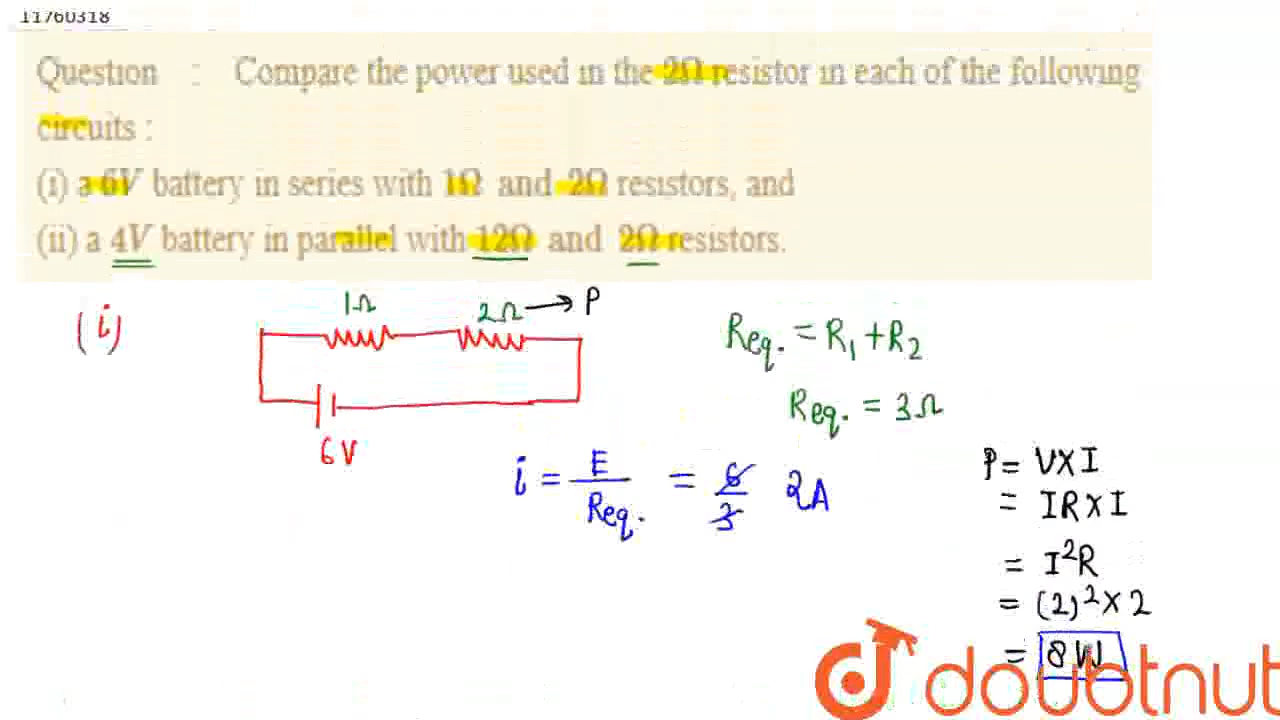 11760318
Question : Compare the power used in the 2Ω resistor in each of the following
circuits :
(i) a 6V battery in series with 1Ω and 2Ω resistors, and
(ii) a 4V battery in parallel with 12Ω and 2Ω resistors.
(i)
1Ω 2Ω → P
6V
Req. = R1 + R2
Req. = 3Ω
i = E/Req. = 6/3 2A
P = V×I
= IR×I
= I²R
= (2)²×2
= 8W
doubtnut